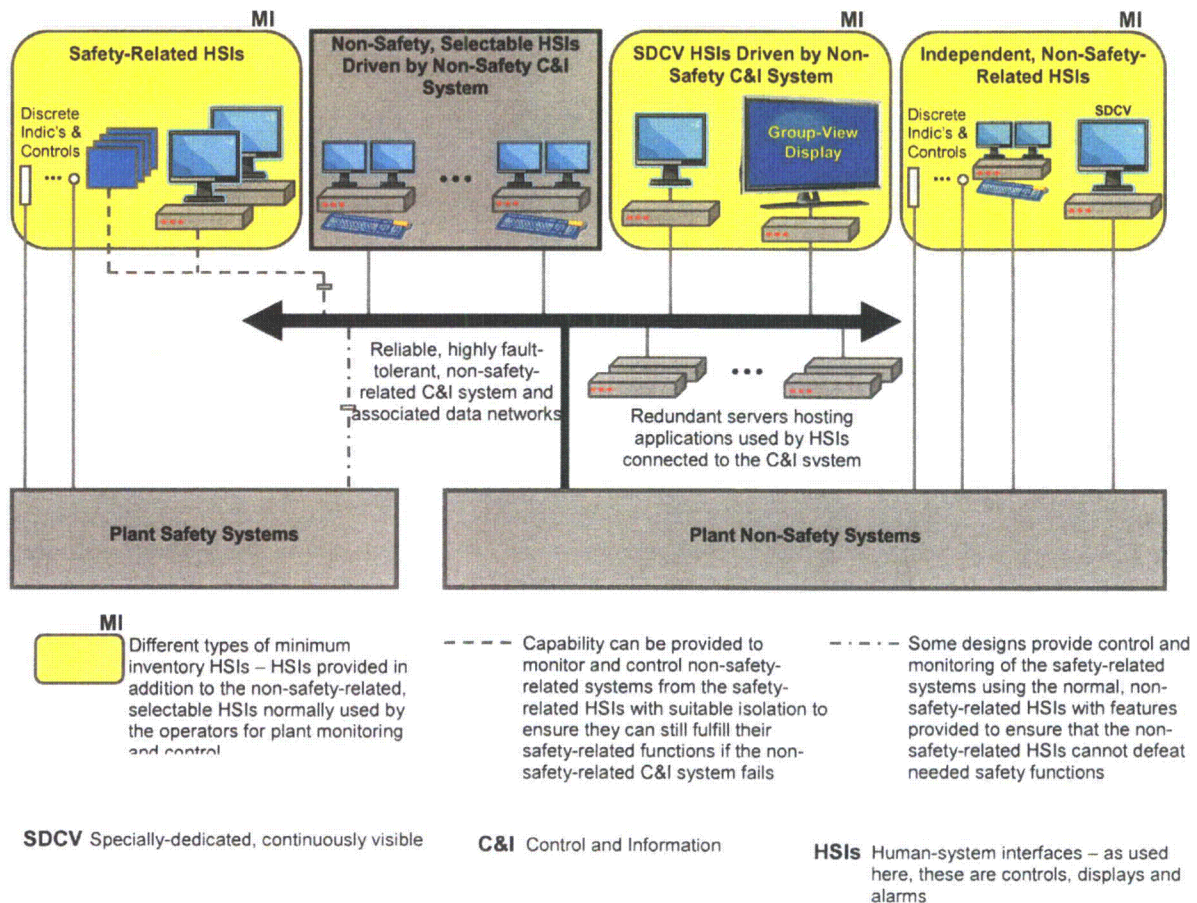 MI
MI
MI
Safety-Related HSIs
Discrete
Indic's &
Controls
Non-Safety, Selectable HSIs
Driven by Non-Safety C&I
System
SDCV HSIs Driven by Non-
Safety C&I System
Group-View
Display
Independent, Non-Safety-
Related HSIs
Discrete
Indic's &
Controls
SDCV
Reliable, highly fault-
tolerant, non-safety-
related C&I system and
associated data networks
Redundant servers hosting
applications used by HSIs
connected to the C&I system
Plant Safety Systems
Plant Non-Safety Systems
MI
Different types of minimum
inventory HSIs – HSIs provided in
addition to the non-safety-related,
selectable HSIs normally used by
the operators for plant monitoring
and control
Capability can be provided to
monitor and control non-safety-
related systems from the safety-
related HSIs with suitable isolation to
ensure they can still fulfill their
safety-related functions if the non-
safety-related C&I system fails
Some designs provide control and
monitoring of the safety-related
systems using the normal, non-
safety-related HSIs with features
provided to ensure that the non-
safety-related HSIs cannot defeat
needed safety functions
SDCV Specially-dedicated, continuously visible
C&I Control and Information
HSIs Human-system interfaces – as used
here, these are controls, displays and
alarms